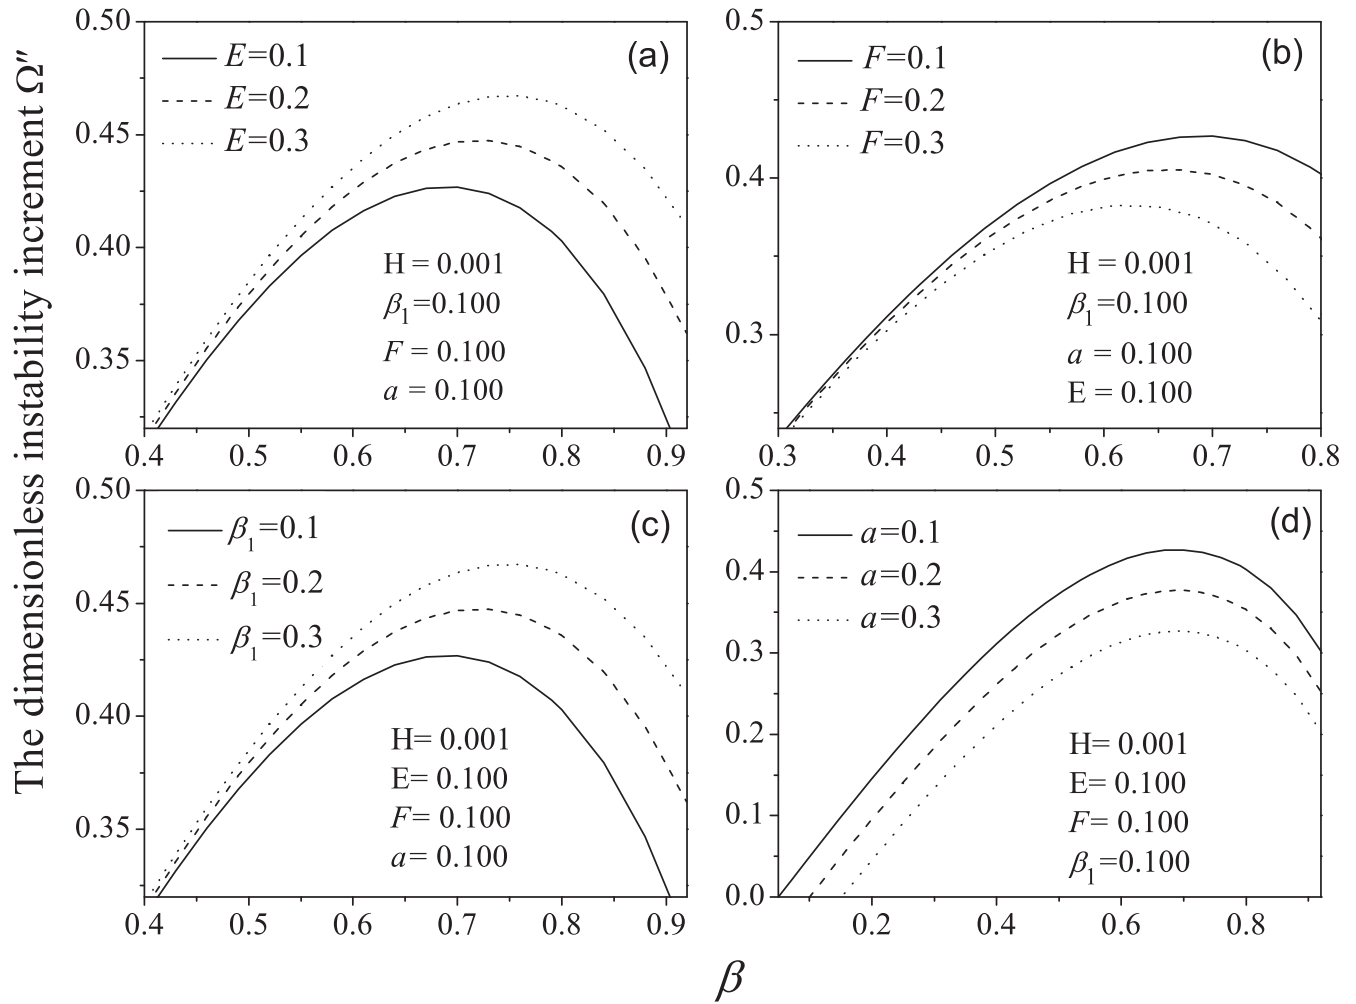 The dimensionless instability increment Ω″
0.50
0.45
0.40
0.35
E=0.1
E=0.2
E=0.3
(a)
H = 0.001
β₁=0.100
F = 0.100
a = 0.100
0.4 0.5 0.6 0.7 0.8 0.9
0.5
0.4
0.3
F=0.1
F=0.2
F=0.3
(b)
H = 0.001
β₁=0.100
a = 0.100
E = 0.100
0.3 0.4 0.5 0.6 0.7 0.8
0.50
0.45
0.40
0.35
β₁=0.1
β₁=0.2
β₁=0.3
(c)
H= 0.001
E= 0.100
F= 0.100
a= 0.100
0.4 0.5 0.6 0.7 0.8 0.9
0.5
0.4
0.3
0.2
0.1
0.0
a=0.1
a=0.2
a=0.3
(d)
H= 0.001
E= 0.100
F= 0.100
β₁=0.100
0.2 0.4 0.6 0.8
β